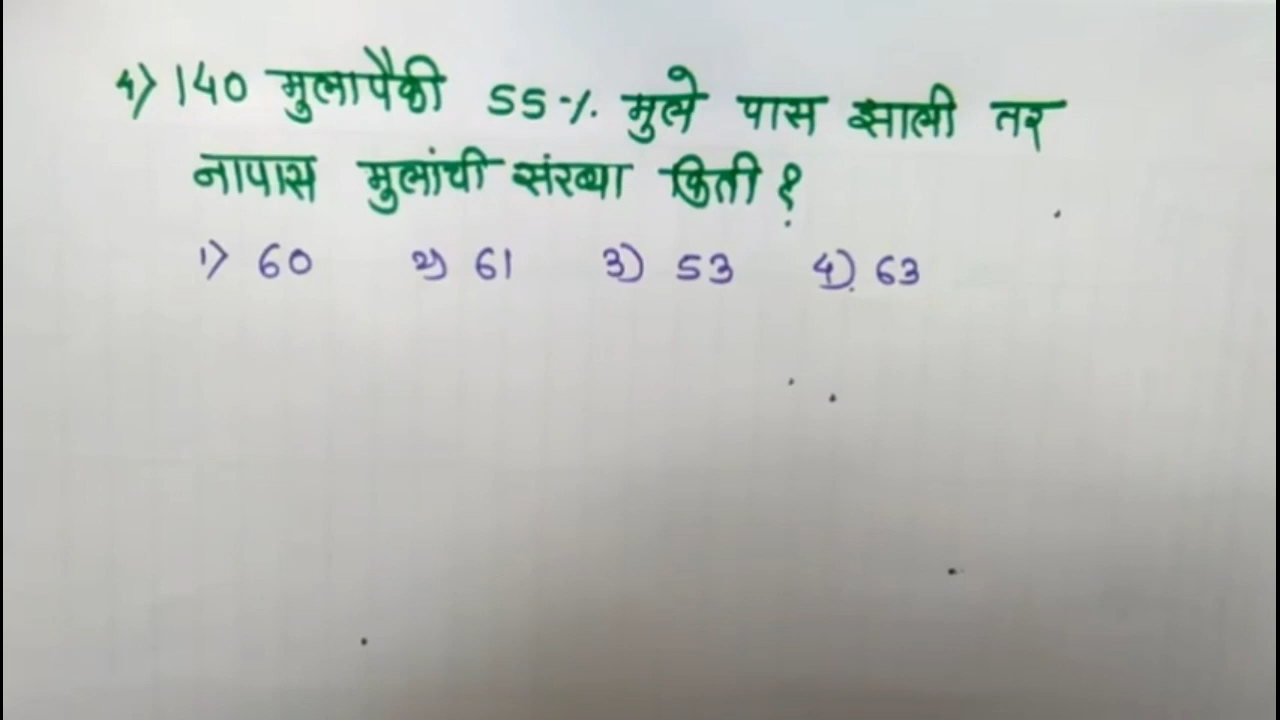 4) 140 मुलापैकी 55% मुले पास झाली तर
नापास मुलांची संख्या किती ?
1) 60 2) 61 3) 53 4) 63